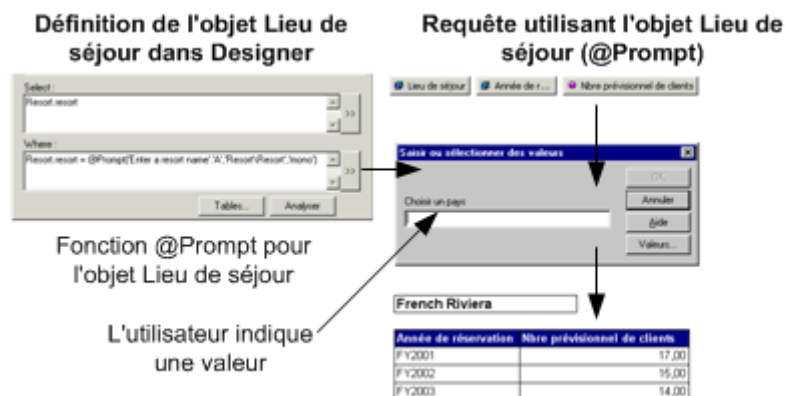 Définition de l'objet Lieu de
séjour dans Designer
Requête utilisant l'objet Lieu de
séjour (@Prompt)
Select :
Resort.resort
>>
Where :
Resort.resort = @Prompt('Enter a resort name','A','Resort\Resort','mono')
>>
Tables...
Analyser
Fonction @Prompt pour
l'objet Lieu de séjour
L'utilisateur indique
une valeur
Lieu de séjour
Année de r...
Nbre prévisionnel de clients
Saisir ou sélectionner des valeurs
OK
Choisir un pays
Annuler
Aide
Valeurs...
French Riviera
Année de réservation Nbre prévisionnel de clients
FY2001 17,00
FY2002 15,00
FY2003 14,00